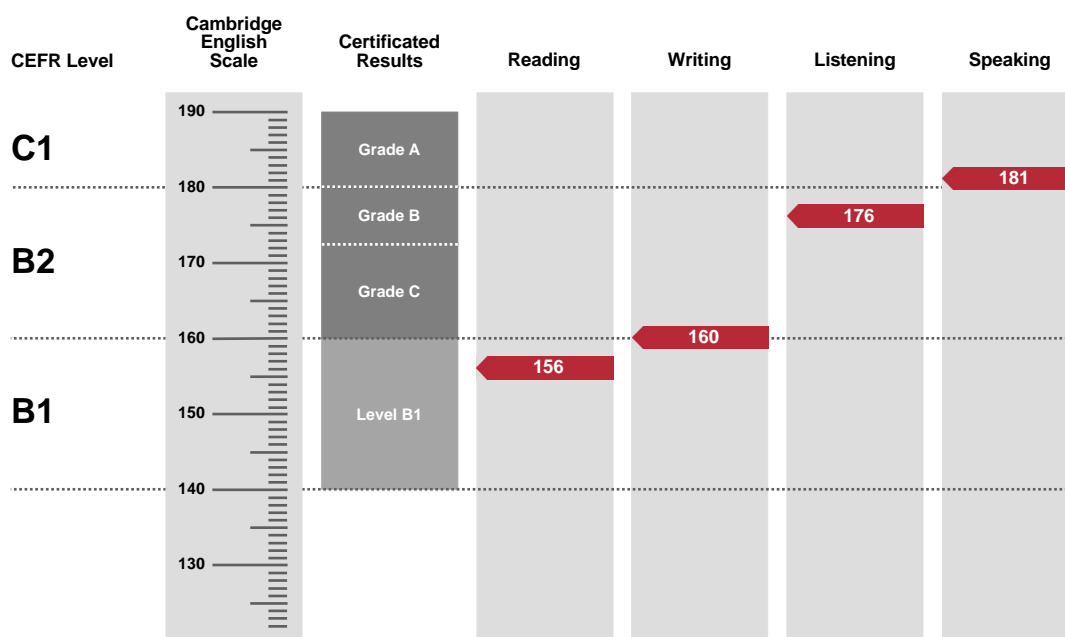 CEFR Level
Cambridge
English
Scale
Certificated
Results
Reading
Writing
Listening
Speaking
190
C1
Grade A
180
181
Grade B
176
B2
170
Grade C
160
160
156
B1
150
Level B1
140
130